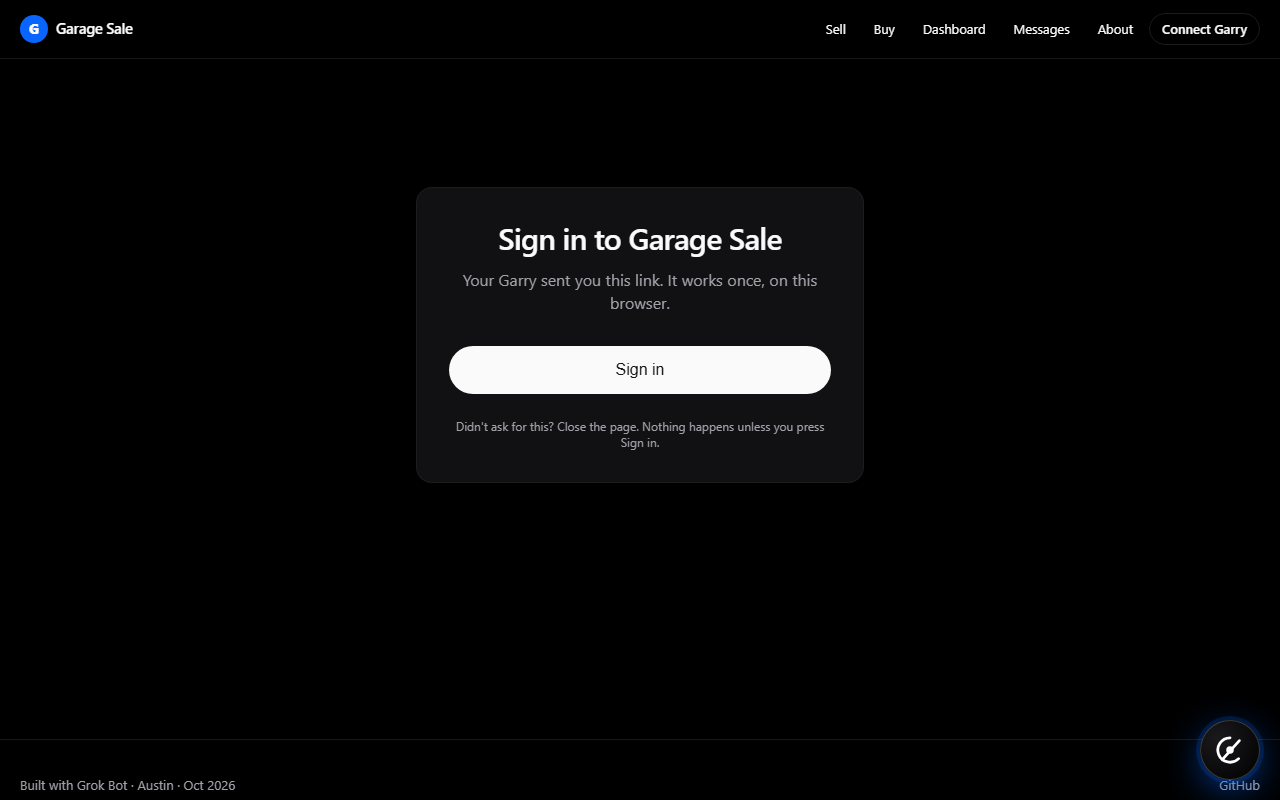 G Garage Sale
Sell Buy Dashboard Messages About Connect Garry
Sign in to Garage Sale
Your Garry sent you this link. It works once, on this
browser.
Sign in
Didn't ask for this? Close the page. Nothing happens unless you press
Sign in.
Built with Grok Bot · Austin · Oct 2026
GitHub